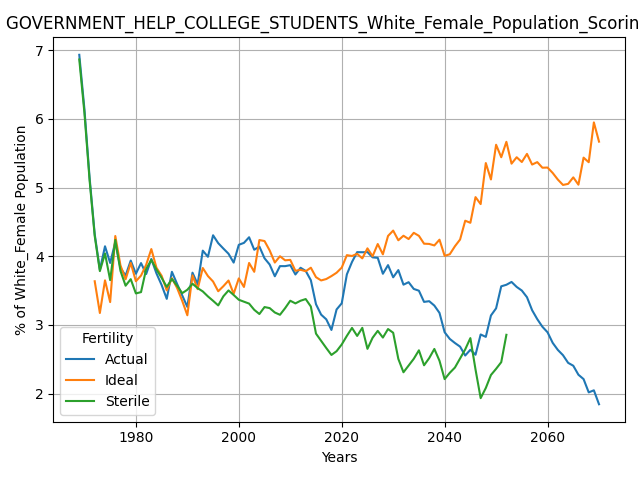 GOVERNMENT_HELP_COLLEGE_STUDENTS_White_Female_Population_Scorin
% of White_Female Population
7
6
5
4
3
2
Fertility
Actual
Ideal
Sterile
1980
2000
2020
2040
2060
Years